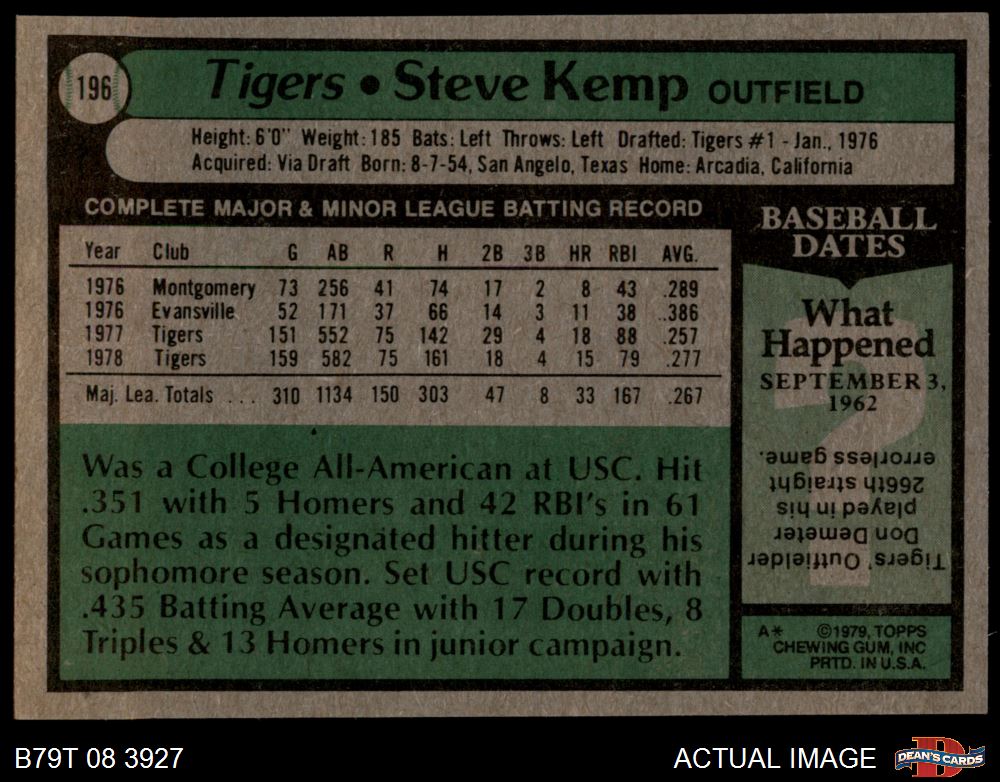 196
Tigers • Steve Kemp OUTFIELD
Height: 6'0" Weight: 185 Bats: Left Throws: Left Drafted: Tigers #1 - Jan., 1976
Acquired: Via Draft Born: 8-7-54, San Angelo, Texas Home: Arcadia, California
COMPLETE MAJOR & MINOR LEAGUE BATTING RECORD
Year Club G AB R H 2B 3B HR RBI AVG.
1976 Montgomery 73 256 41 74 17 2 8 43 .289
1976 Evansville 52 171 37 66 14 3 11 38 .386
1977 Tigers 151 552 75 142 29 4 18 88 .257
1978 Tigers 159 582 75 161 18 4 15 79 .277
Maj. Lea. Totals . . . 310 1134 150 303 47 8 33 167 .267
Was a College All-American at USC. Hit
.351 with 5 Homers and 42 RBI's in 61
Games as a designated hitter during his
sophomore season. Set USC record with
.435 Batting Average with 17 Doubles, 8
Triples & 13 Homers in junior campaign.
BASEBALL
DATES
What
Happened
SEPTEMBER 3,
1962
?
Tigers' Outfielder
Don Demeter
played in his
266th straight
errorless game.
A* ©1979, TOPPS
CHEWING GUM, INC
PRTD. IN U.S.A.
B79T 08 3927
ACTUAL IMAGE
D
DEAN'S CARDS